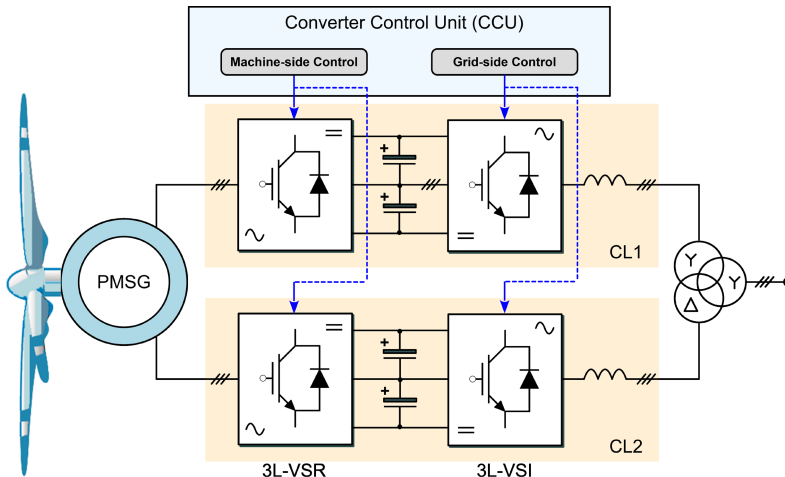 Converter Control Unit (CCU)
Machine-side Control
Grid-side Control
CL1
PMSG
Y
Y
Δ
CL2
3L-VSR
3L-VSI